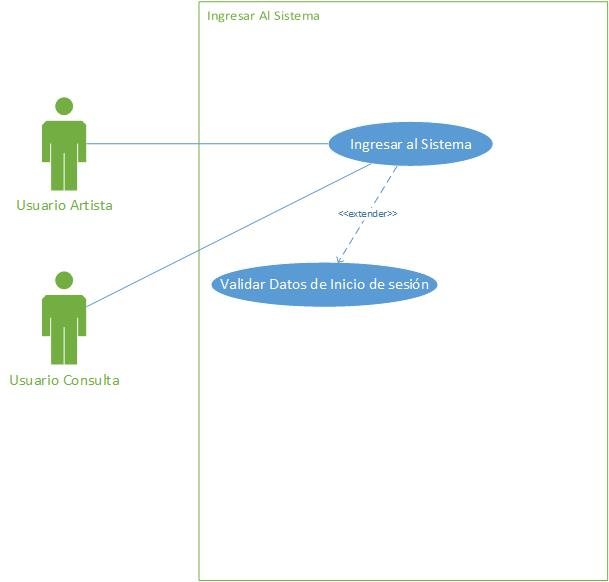 Ingresar Al Sistema
Ingresar al Sistema
Usuario Artista
<<extender>>
Validar Datos de Inicio de sesión
Usuario Consulta